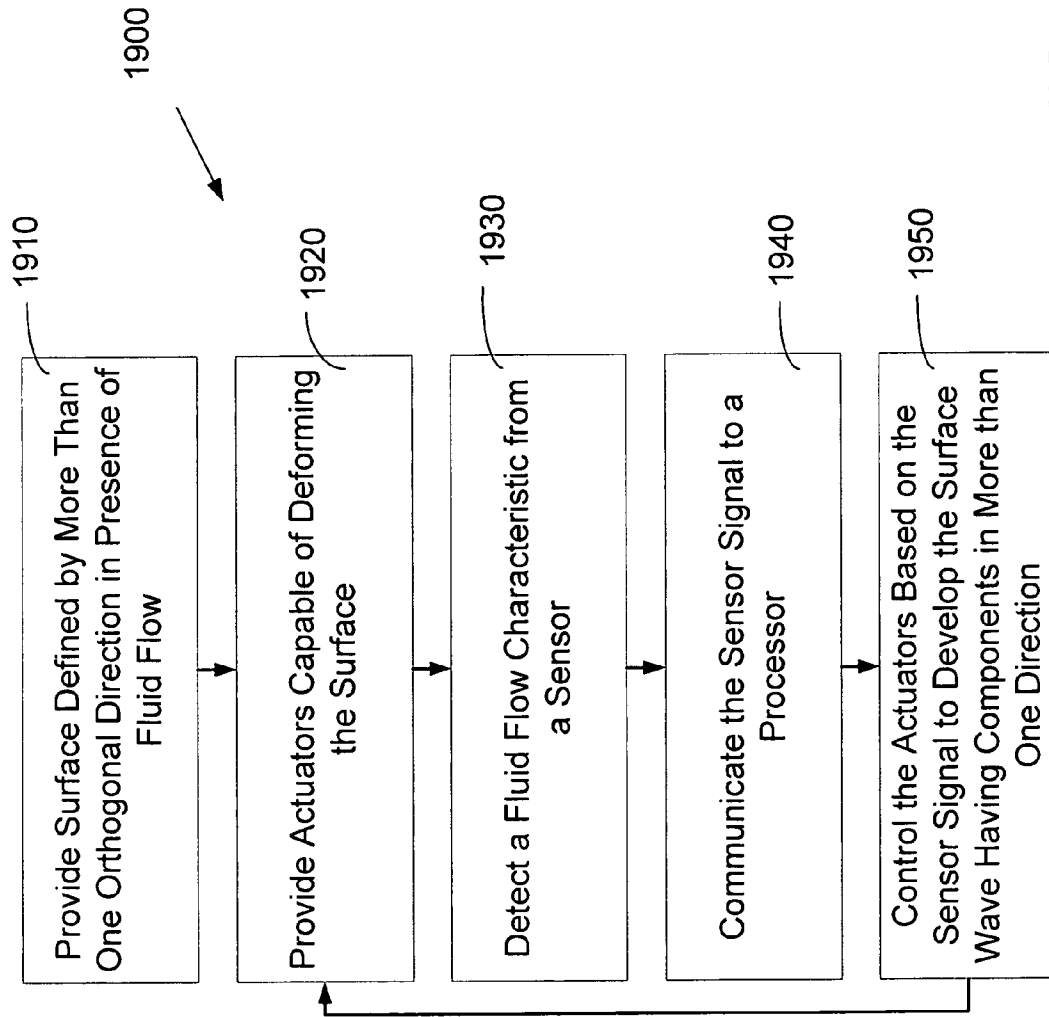 1900
1910
Provide Surface Defined by More Than
One Orthogonal Direction in Presence of
Fluid Flow
1920
Provide Actuators Capable of Deforming
the Surface
1930
Detect a Fluid Flow Characteristic from
a Sensor
1940
Communicate the Sensor Signal to a
Processor
1950
Control the Actuators Based on the
Sensor Signal to Develop the Surface
Wave Having Components in More than
One Direction